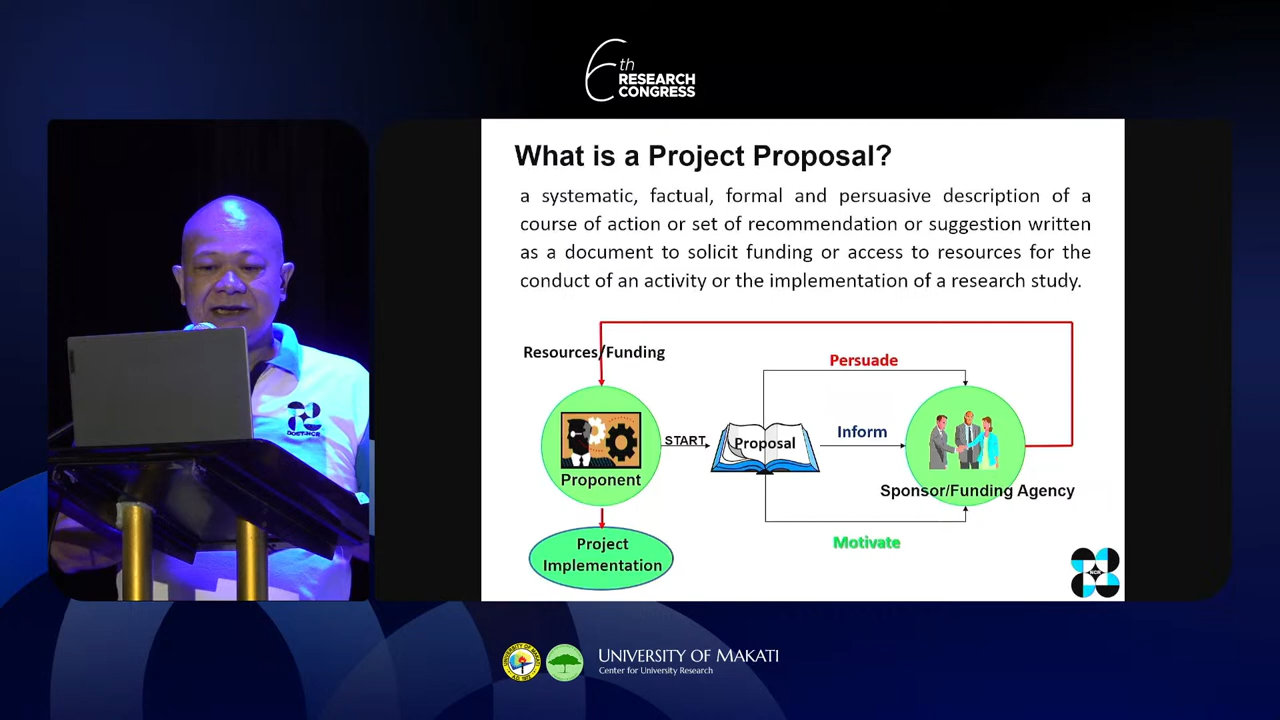 6th
RESEARCH
CONGRESS
What is a Project Proposal?
a systematic, factual, formal and persuasive description of a
course of action or set of recommendation or suggestion written
as a document to solicit funding or access to resources for the
conduct of an activity or the implementation of a research study.
Resources/Funding
Persuade
START
Proposal
Inform
Proponent
Sponsor/Funding Agency
Motivate
Project
Implementation
DOST-NCR
NCR
UNIVERSITY OF MAKATI
Center for University Research